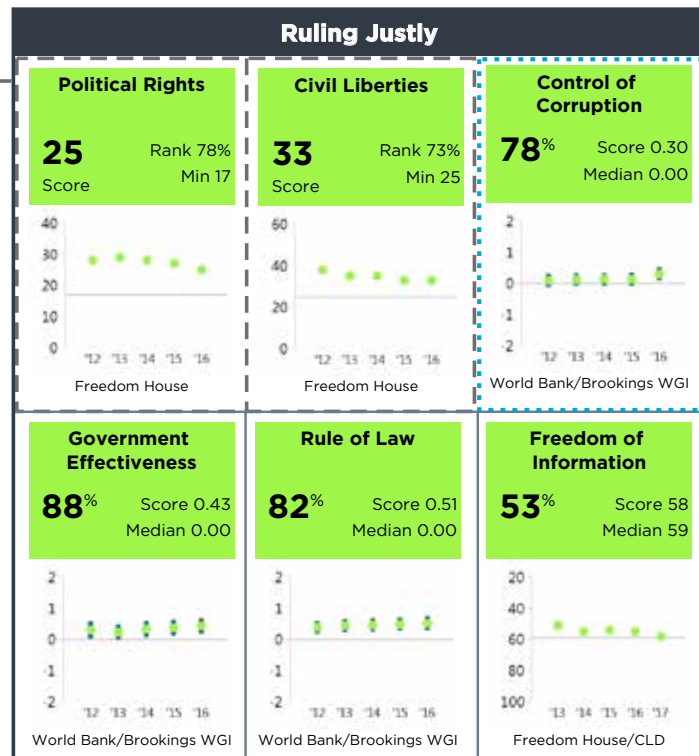 Ruling Justly
Political Rights
25
Score
Rank 78%
Min 17
40
30
20
10
0
'12 '13 '14 '15 '16
Freedom House
Civil Liberties
33
Score
Rank 73%
Min 25
60
40
20
0
'12 '13 '14 '15 '16
Freedom House
Control of
Corruption
78%
Score 0.30
Median 0.00
2
1
0
-1
-2
'12 '13 '14 '15 '16
World Bank/Brookings WGI
Government
Effectiveness
88%
Score 0.43
Median 0.00
2
1
0
-1
-2
'12 '13 '14 '15 '16
World Bank/Brookings WGI
Rule of Law
82%
Score 0.51
Median 0.00
2
1
0
-1
-2
'12 '13 '14 '15 '16
World Bank/Brookings WGI
Freedom of
Information
53%
Score 58
Median 59
20
40
60
80
100
'13 '14 '15 '16 '17
Freedom House/CLD